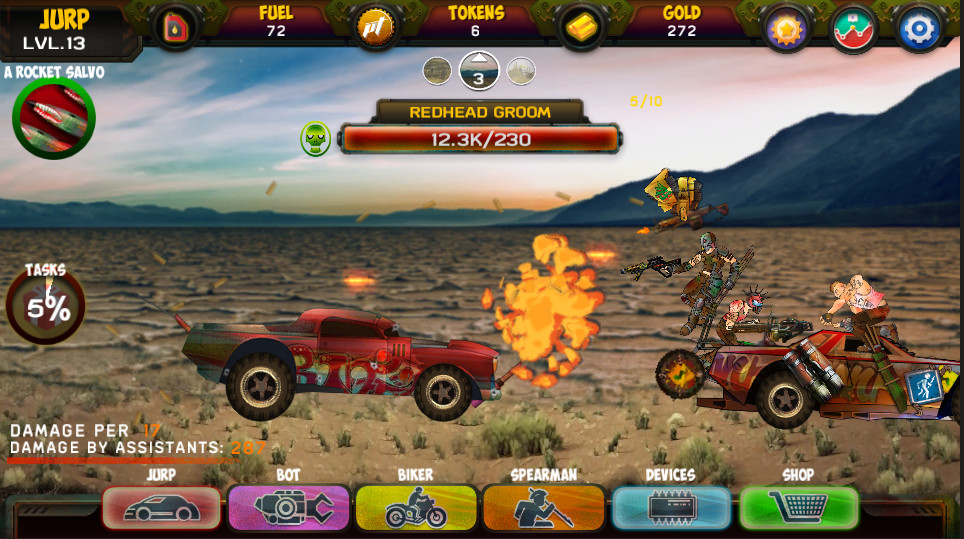 JURP
LVL.13
FUEL
72
TOKENS
6
GOLD
272
A ROCKET SALVO
3
REDHEAD GROOM
5/10
12.3K/230
TASKS
5%
DAMAGE PER 17
DAMAGE BY ASSISTANTS: 287
JURP
BOT
BIKER
SPEARMAN
DEVICES
SHOP